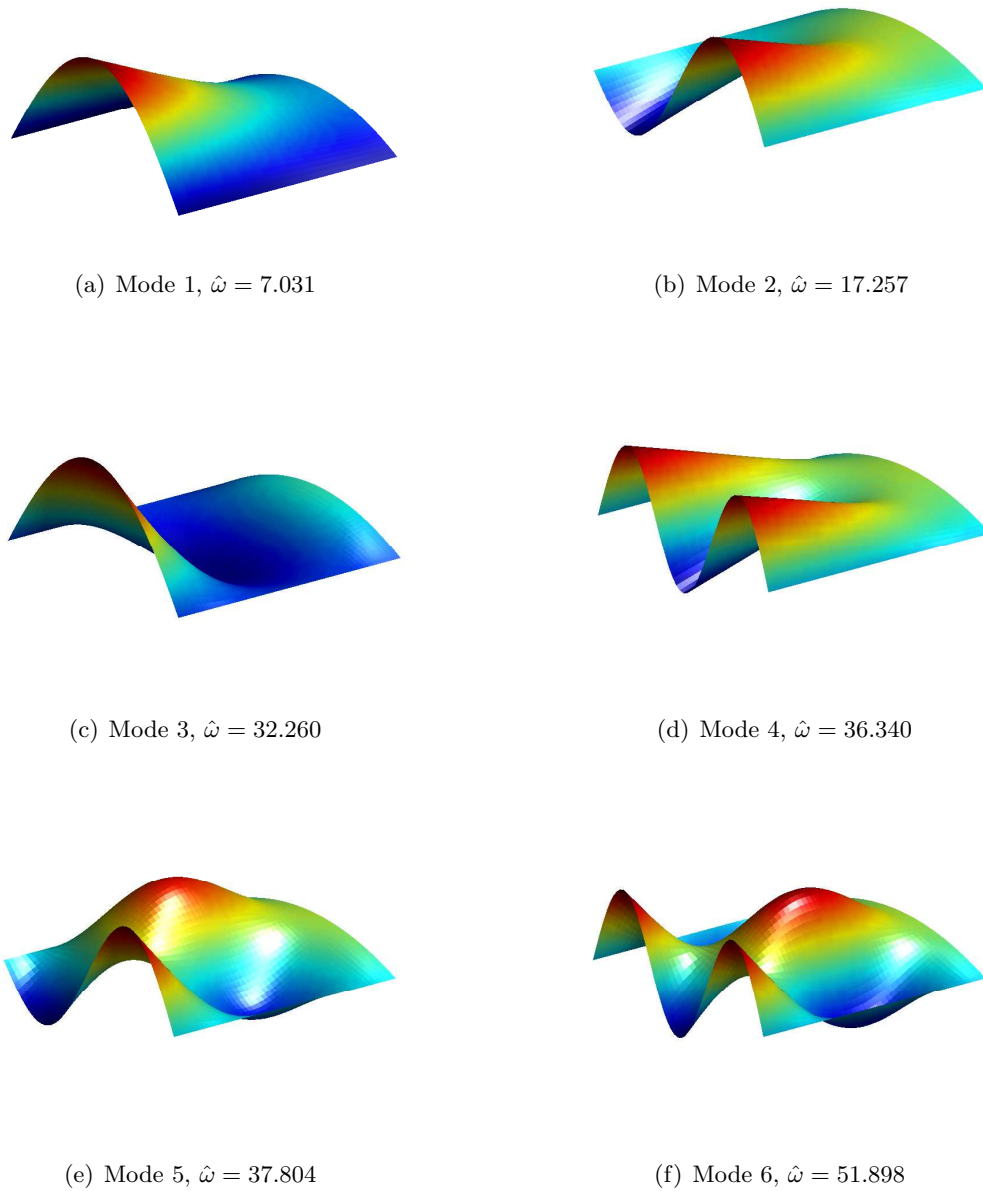 (a) Mode 1, ω̂ = 7.031
(b) Mode 2, ω̂ = 17.257
(c) Mode 3, ω̂ = 32.260
(d) Mode 4, ω̂ = 36.340
(e) Mode 5, ω̂ = 37.804
(f) Mode 6, ω̂ = 51.898